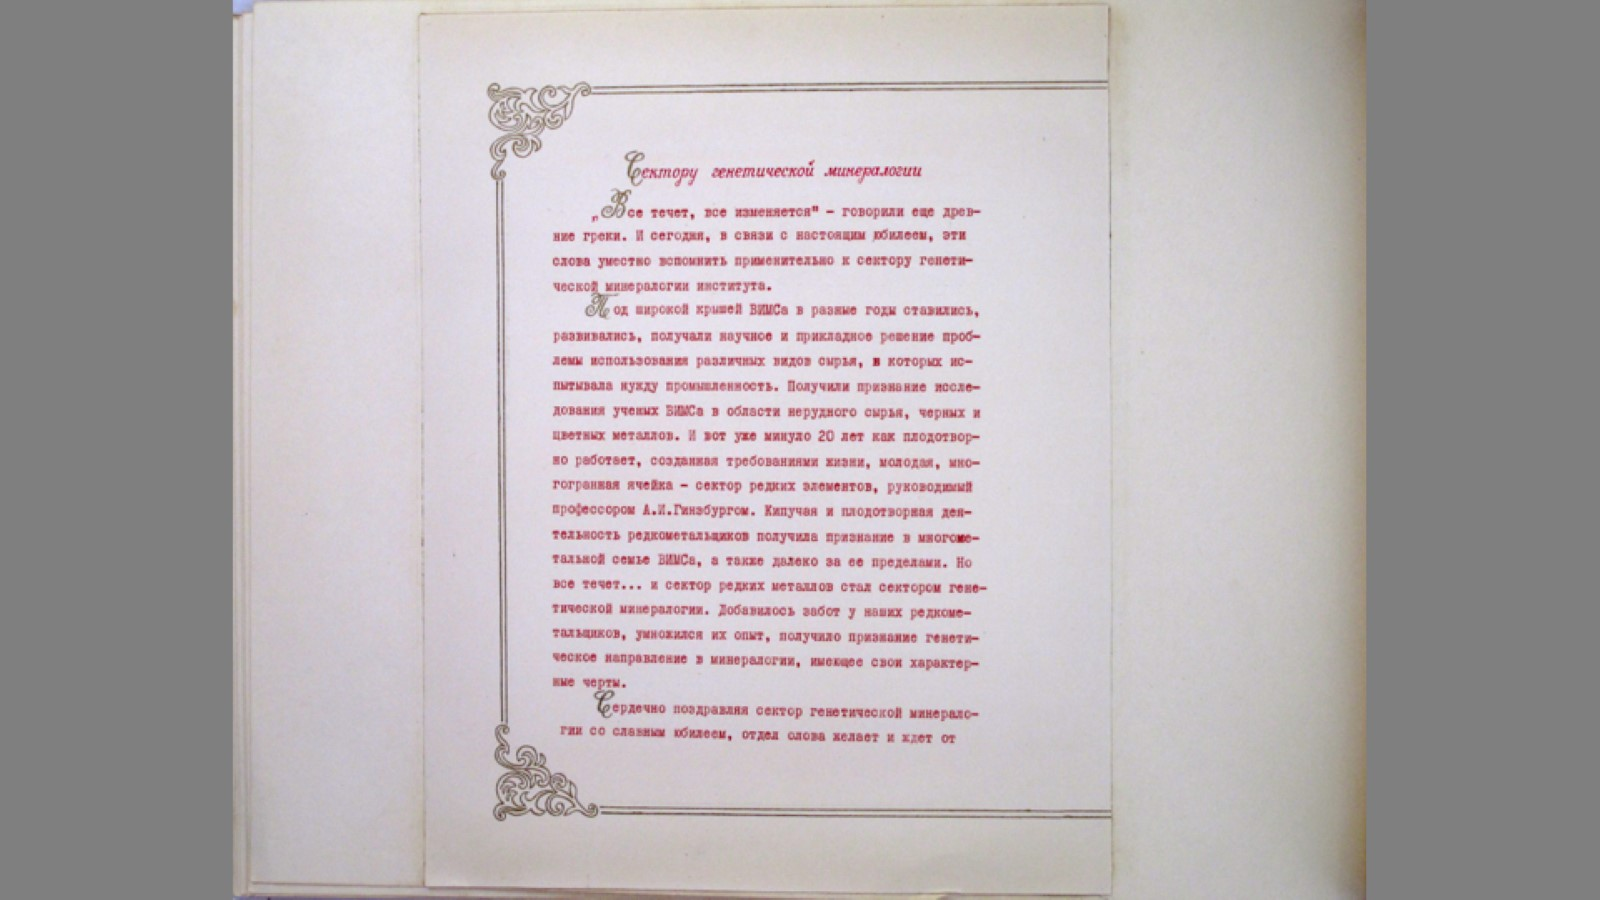 Сектору генетической минералогии
„Все течет, все изменяется" - говорили еще древ-
ние греки. И сегодня, в связи с настоящим юбилеем, эти
слова уместно вспомнить применительно к сектору генети-
ческой минералогии института.
Под широкой крышей ВИМСа в разные годы ставились,
развивались, получали научное и прикладное решение проб-
лемы использования различных видов сырья, в которых ис-
пытывала нужду промышленность. Получили признание иссле-
дования ученых ВИМСа в области нерудного сырья, черных и
цветных металлов. И вот уже минуло 20 лет как плодотвор-
но работает, созданная требованиями жизни, молодая, мно-
гогранная ячейка - сектор редких элементов, руководимый
профессором А.И.Гинзбургом. Кипучая и плодотворная дея-
тельность редкометальщиков получила признание в многоме-
тальной семье ВИМСа, а также далеко за ее пределами. Но
все течет... и сектор редких металлов стал сектором гене-
тической минералогии. Добавилось забот у наших редкоме-
тальщиков, умножился их опыт, получило признание генети-
ческое направление в минералогии, имеющее свои характер-
ные черты.
Сердечно поздравляя сектор генетической минерало-
гии со славным юбилеем, отдел олова желает и ждет от